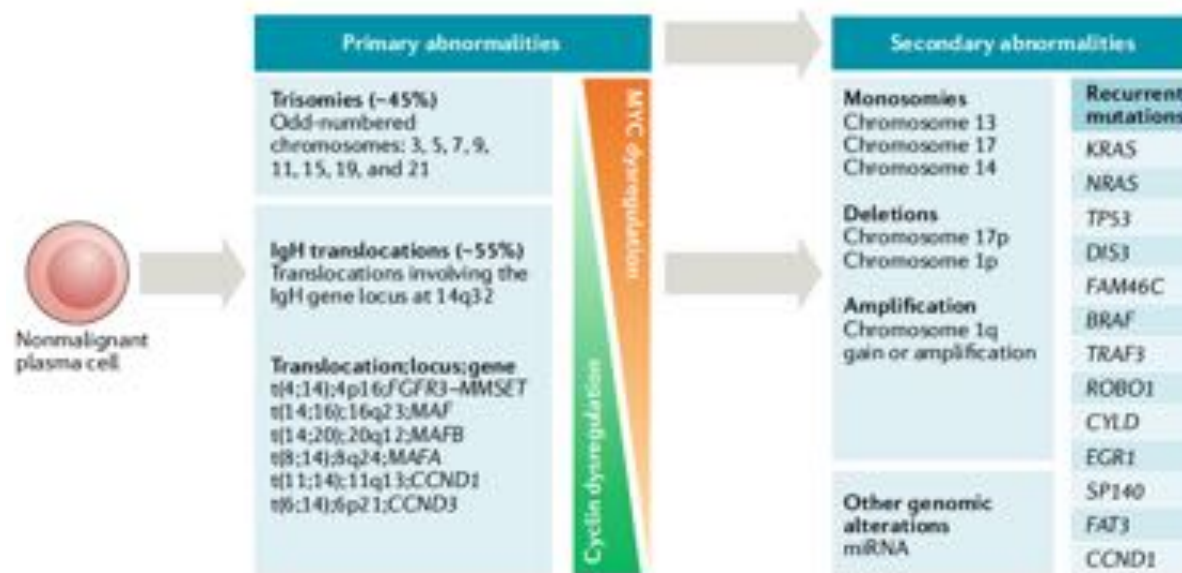 Primary abnormalities
Secondary abnormalities
Trisomies (~45%)
Odd-numbered
chromosomes: 3, 5, 7, 9,
11, 15, 19, and 21
IgH translocations (~55%)
Translocations involving the
IgH gene locus at 14q32
Translocation;locus;gene
t(4;14);4p16;FGFR3–MMSET
t(14;16);16q23;MAF
t(14;20);20q12;MAFB
t(8;14);8q24;MAFA
t(11;14);11q13;CCND1
t(6;14);6p21;CCND3
Nonmalignant
plasma cell
MYC dysregulation
Cyclin dysregulation
Monosomies
Chromosome 13
Chromosome 17
Chromosome 14
Deletions
Chromosome 17p
Chromosome 1p
Amplification
Chromosome 1q
gain or amplification
Other genomic
alterations
miRNA
Recurrent
mutations
KRAS
NRAS
TP53
DIS3
FAM46C
BRAF
TRAF3
ROBO1
CYLD
EGR1
SP140
FAT3
CCND1